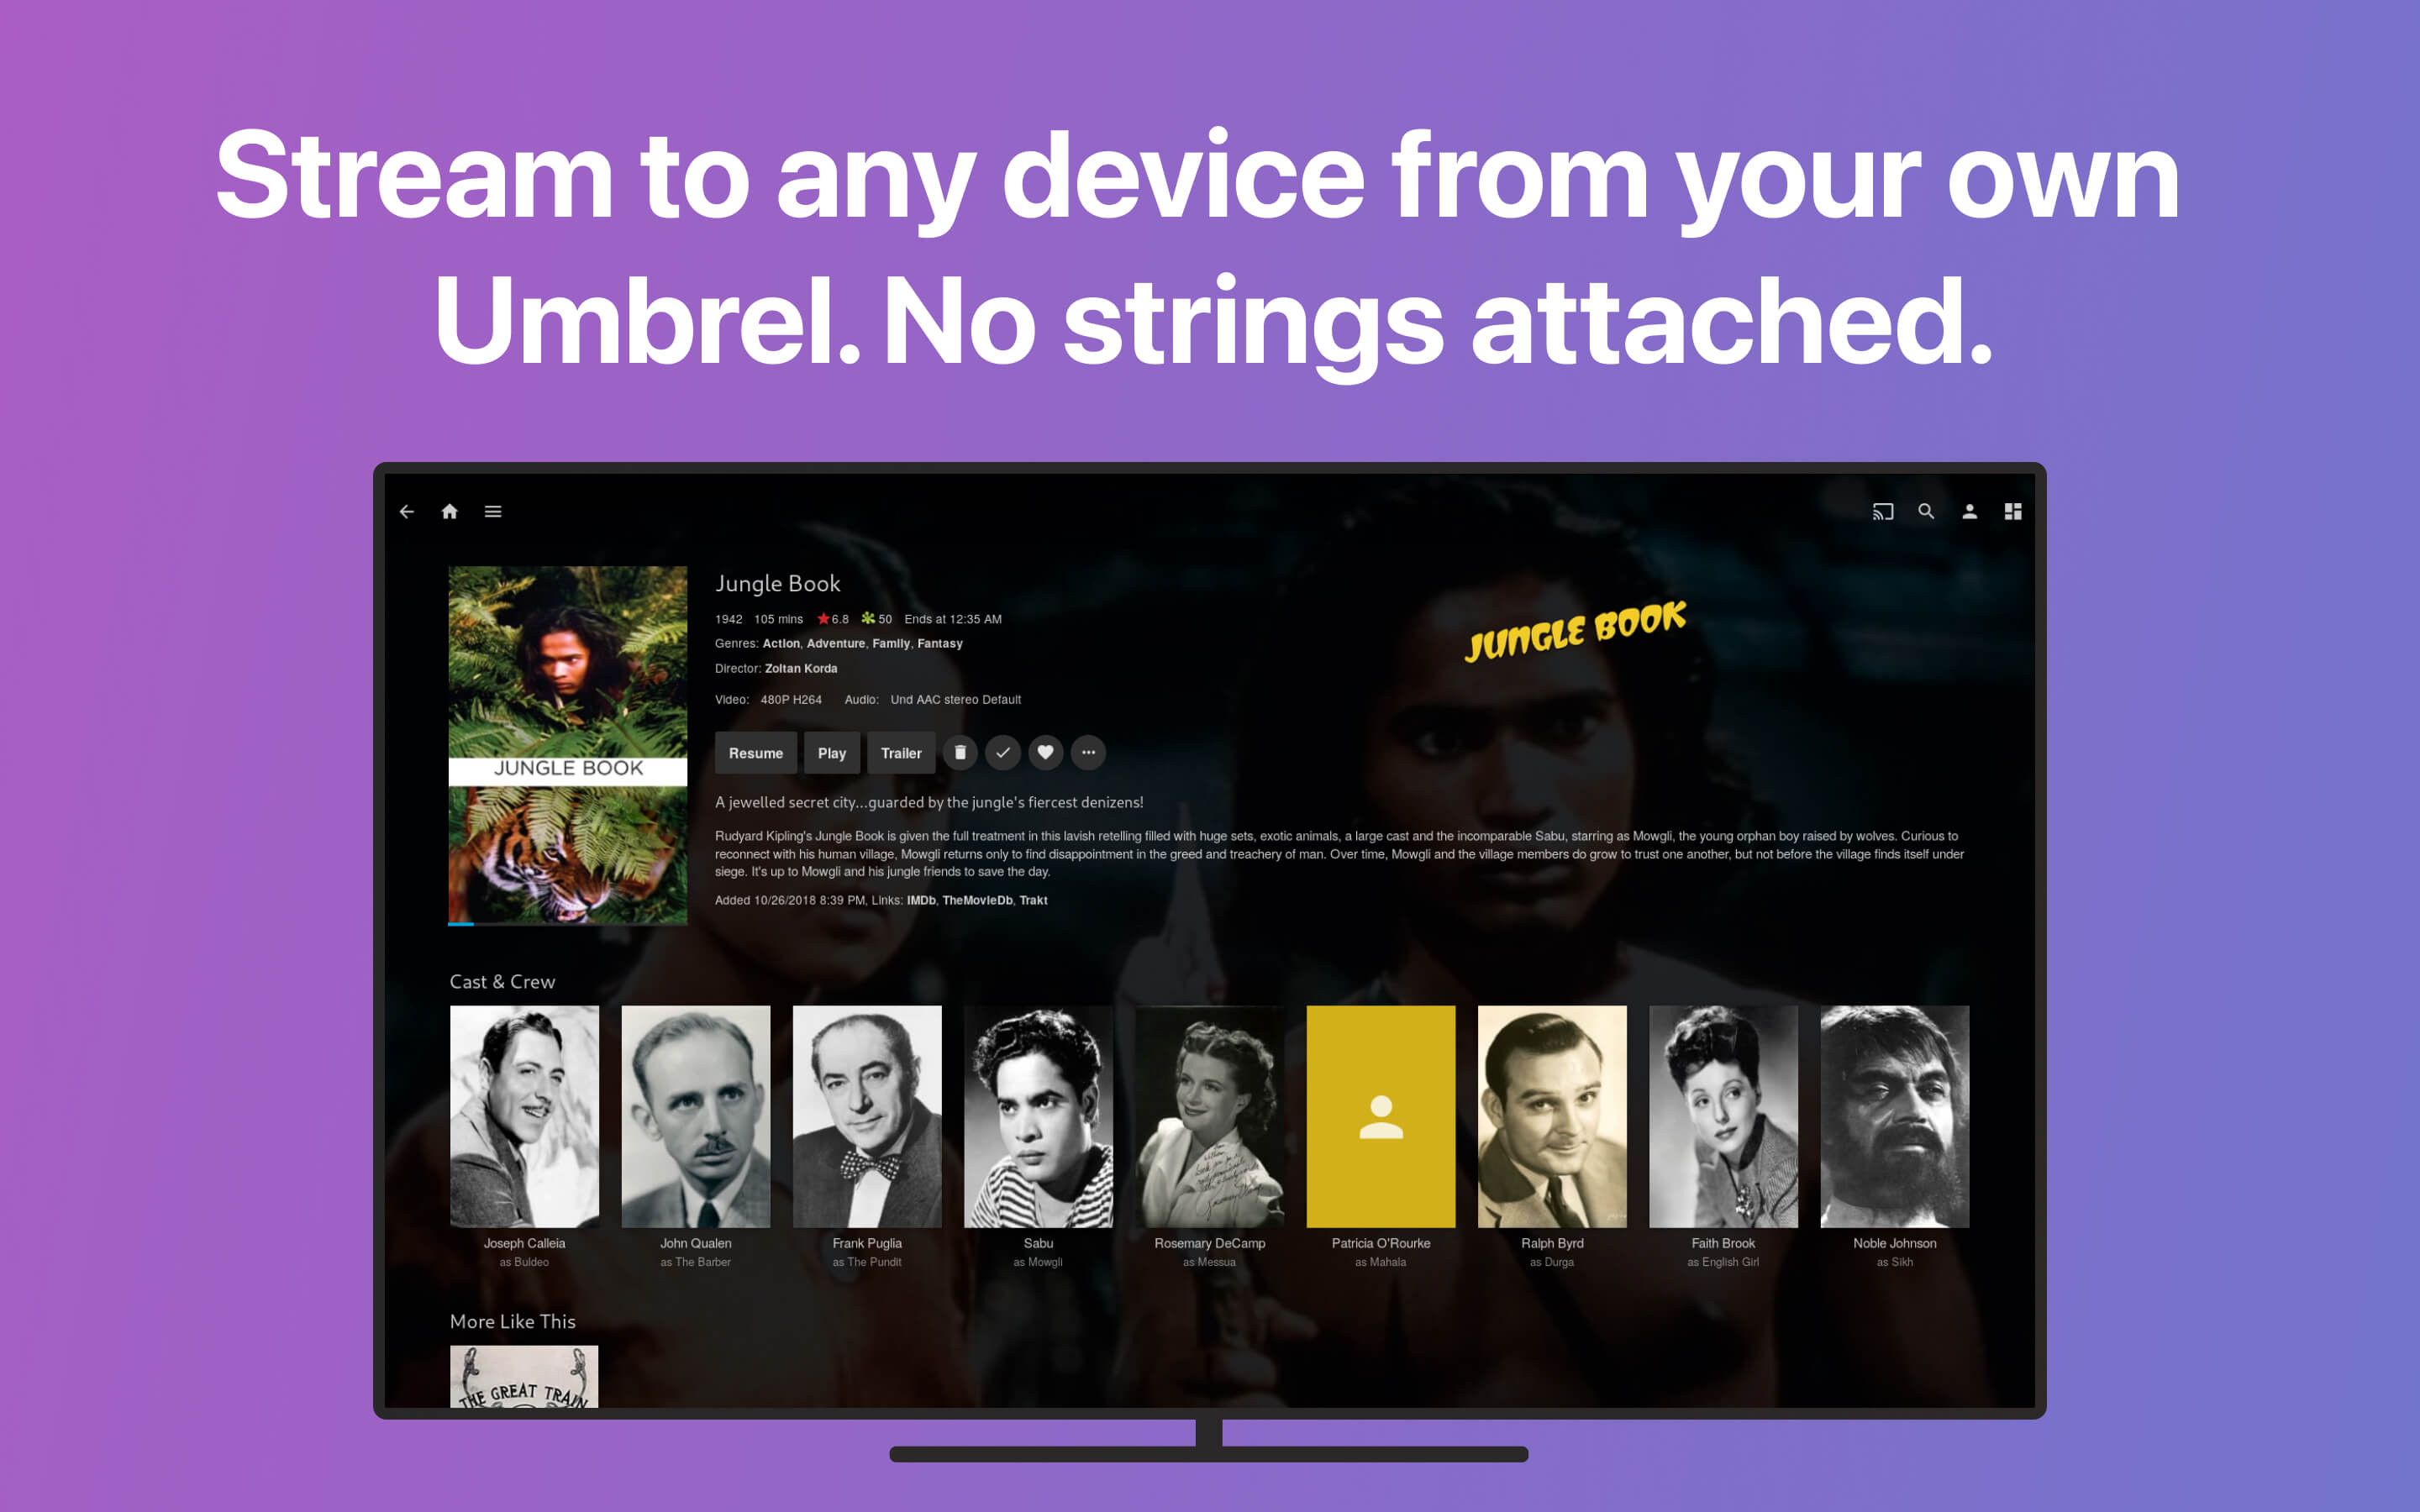 Stream to any device from your own
Umbrel. No strings attached.
Jungle Book
1942 105 mins 6.8 50 Ends at 12:35 AM
Genres: Action, Adventure, Family, Fantasy
Director: Zoltan Korda
Video: 480P H264 Audio: Und AAC stereo Default
JUNGLE BOOK
JUNGLE BOOK
Resume Play Trailer
A jewelled secret city...guarded by the jungle's fiercest denizens!
Rudyard Kipling's Jungle Book is given the full treatment in this lavish retelling filled with huge sets, exotic animals, a large cast and the incomparable Sabu, starring as Mowgli, the young orphan boy raised by wolves. Curious to
reconnect with his human village, Mowgli returns only to find disappointment in the greed and treachery of man. Over time, Mowgli and the village members do grow to trust one another, but not before the village finds itself under
siege. It's up to Mowgli and his jungle friends to save the day.
Added 10/26/2018 8:39 PM, Links: IMDb, TheMovieDb, Trakt
Cast & Crew
Joseph Calleia
as Buldeo
John Qualen
as The Barber
Frank Puglia
as The Pundit
Sabu
as Mowgli
Rosemary DeCamp
as Messua
Patricia O'Rourke
as Mahala
Ralph Byrd
as Durga
Faith Brook
as English Girl
Noble Johnson
as Sikh
More Like This
THE GREAT TRAIN